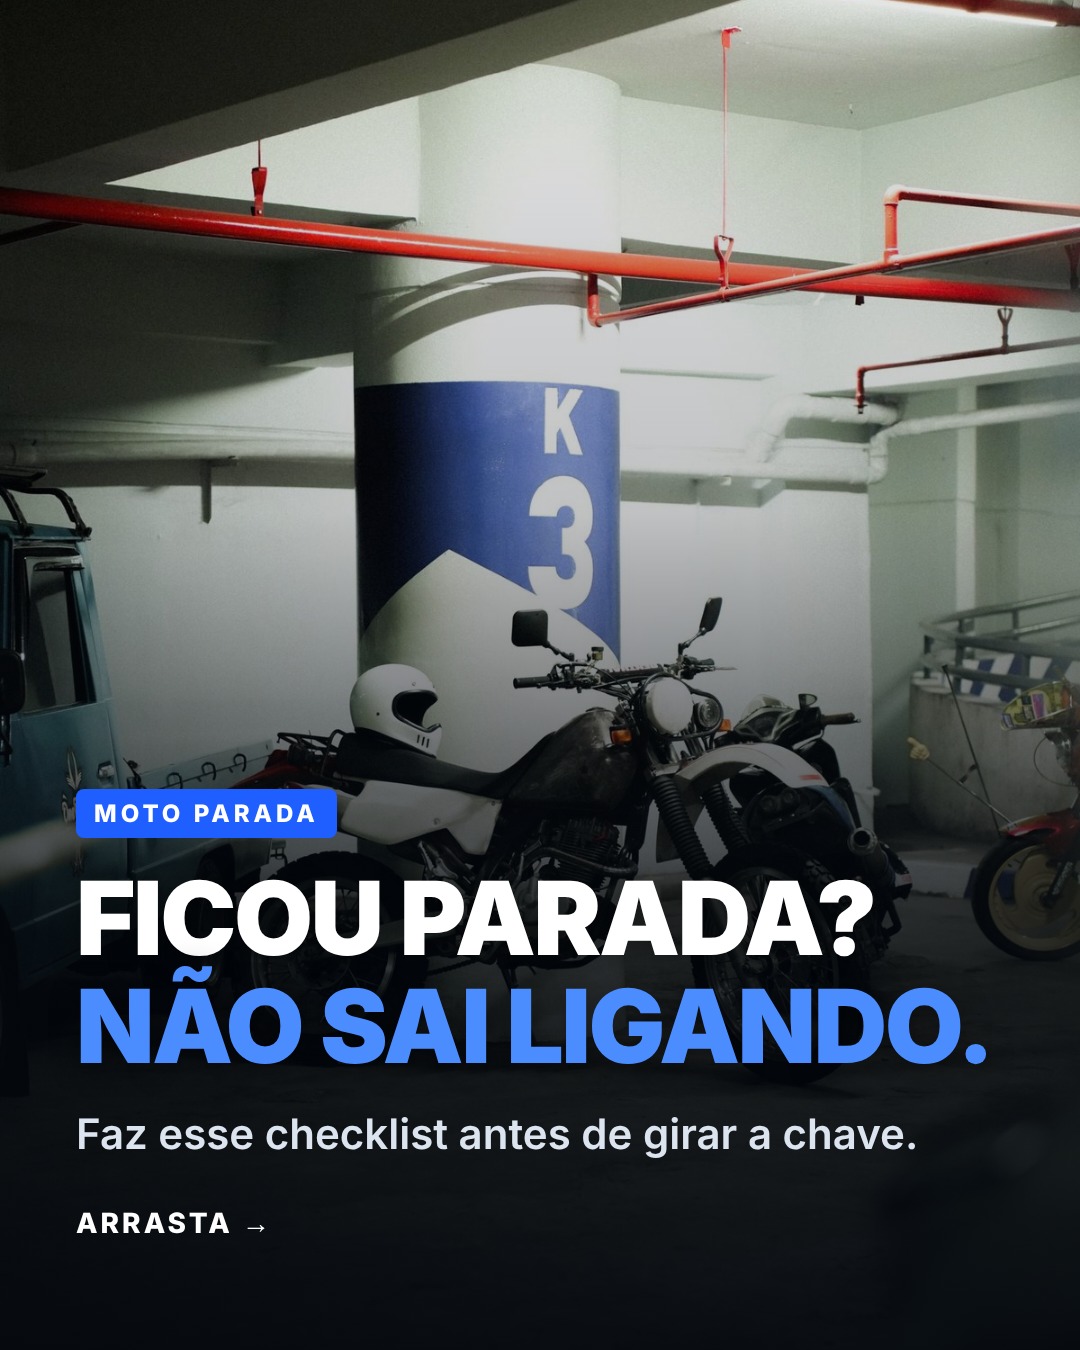 K
3
MOTO PARADA
FICOU PARADA?
NÃO SAI LIGANDO.
Faz esse checklist antes de girar a chave.
ARRASTA →